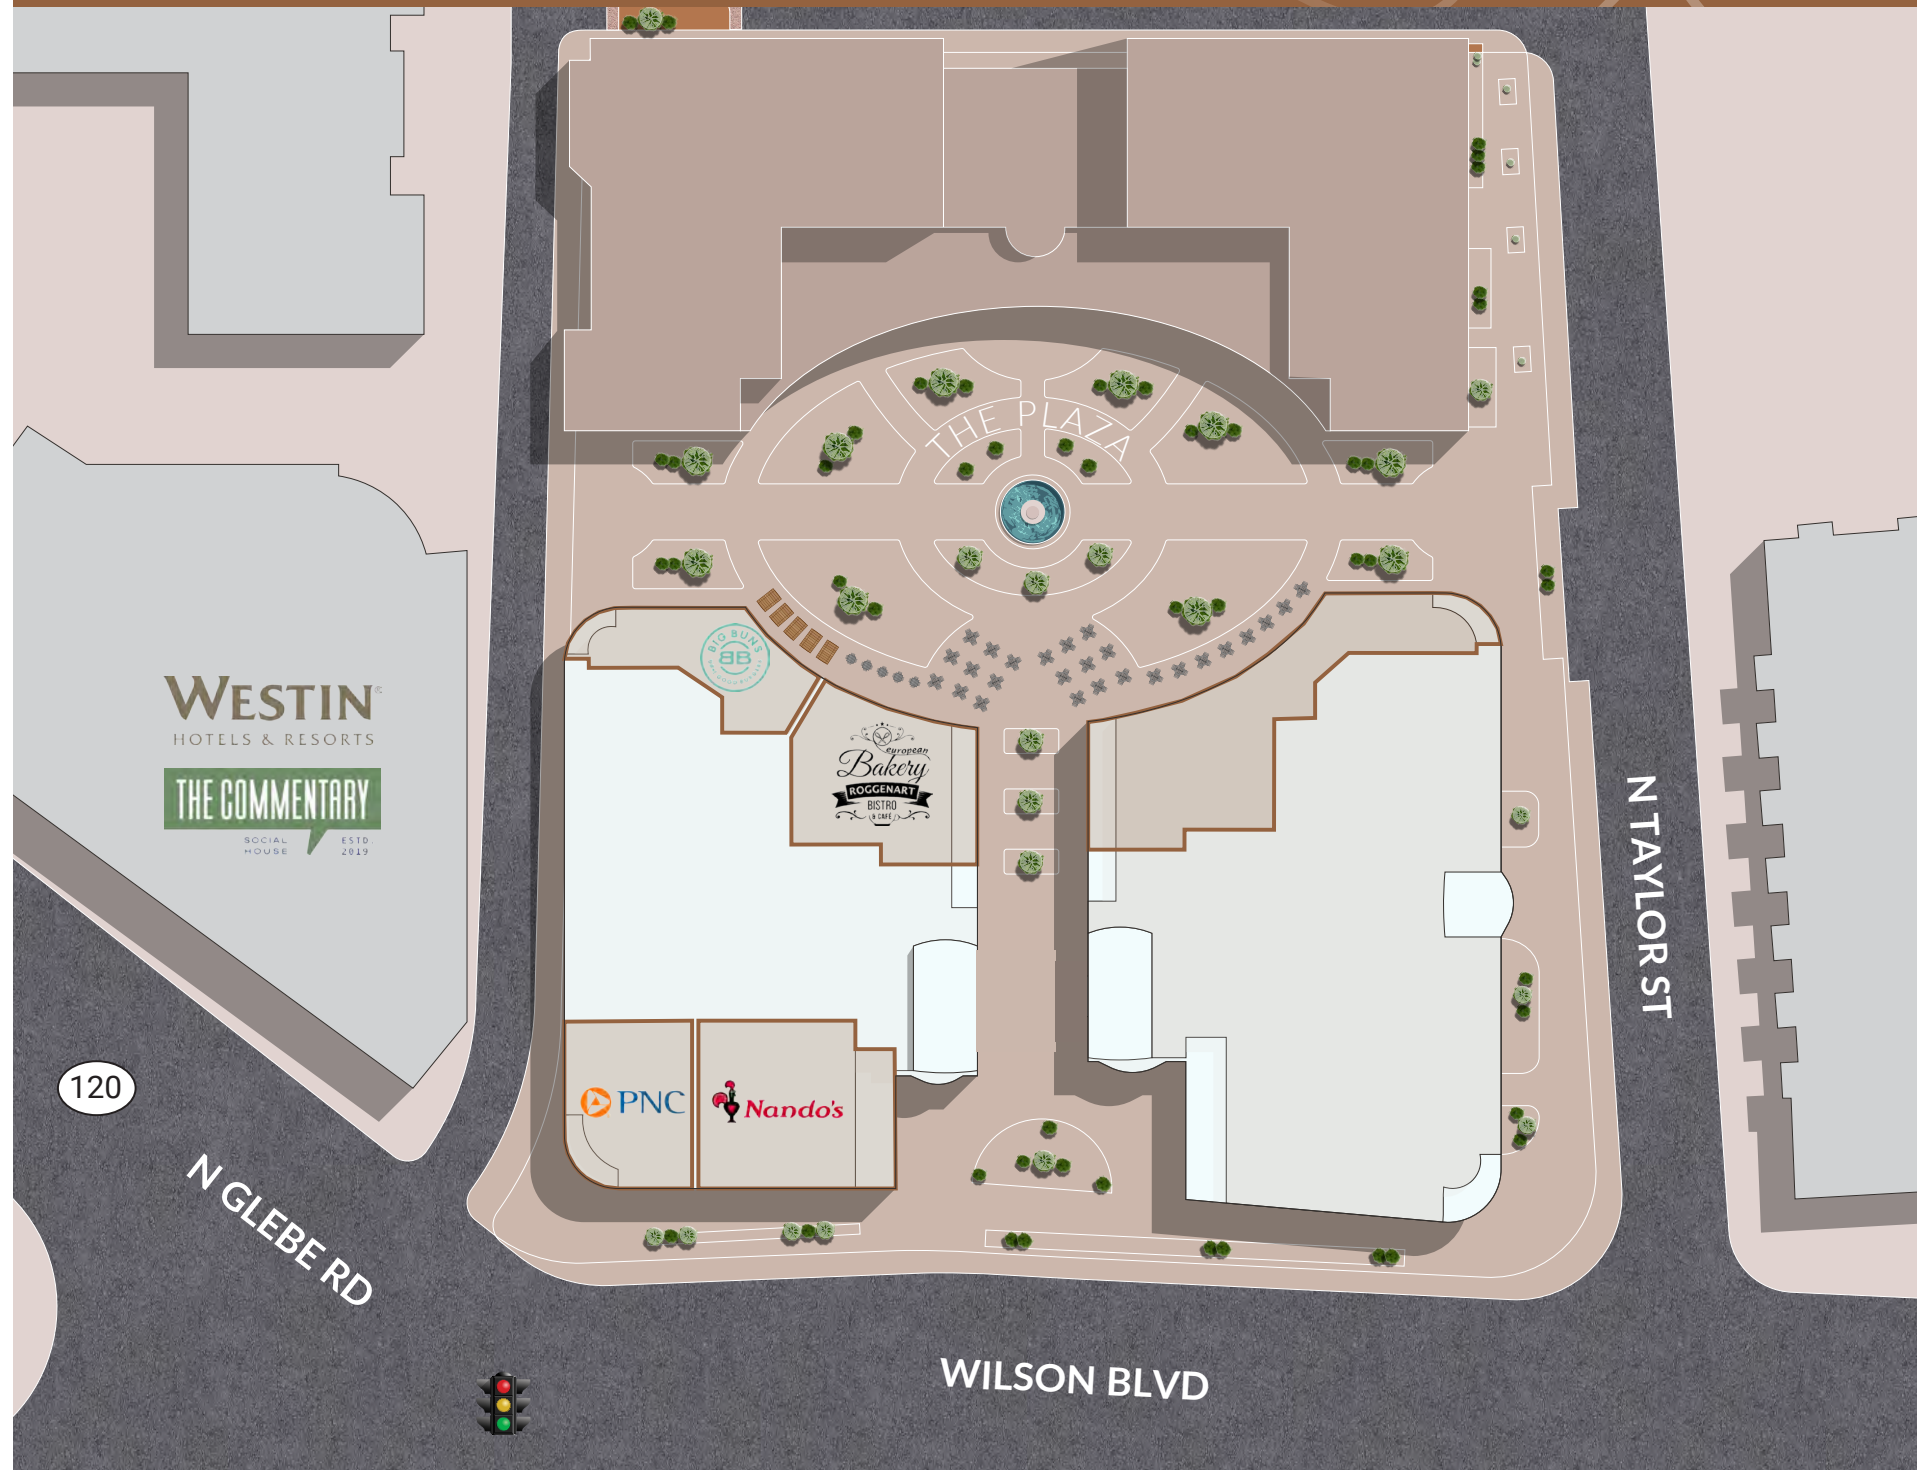 THE PLAZA
BIG BUNS
BB
european
Bakery
ROGGENART
BISTRO
& CAFÉ
WESTIN®
HOTELS & RESORTS
THE COMMENTARY
SOCIAL HOUSE
ESTD. 2019
PNC
Nando's
120
N GLEBE RD
N TAYLOR ST
WILSON BLVD